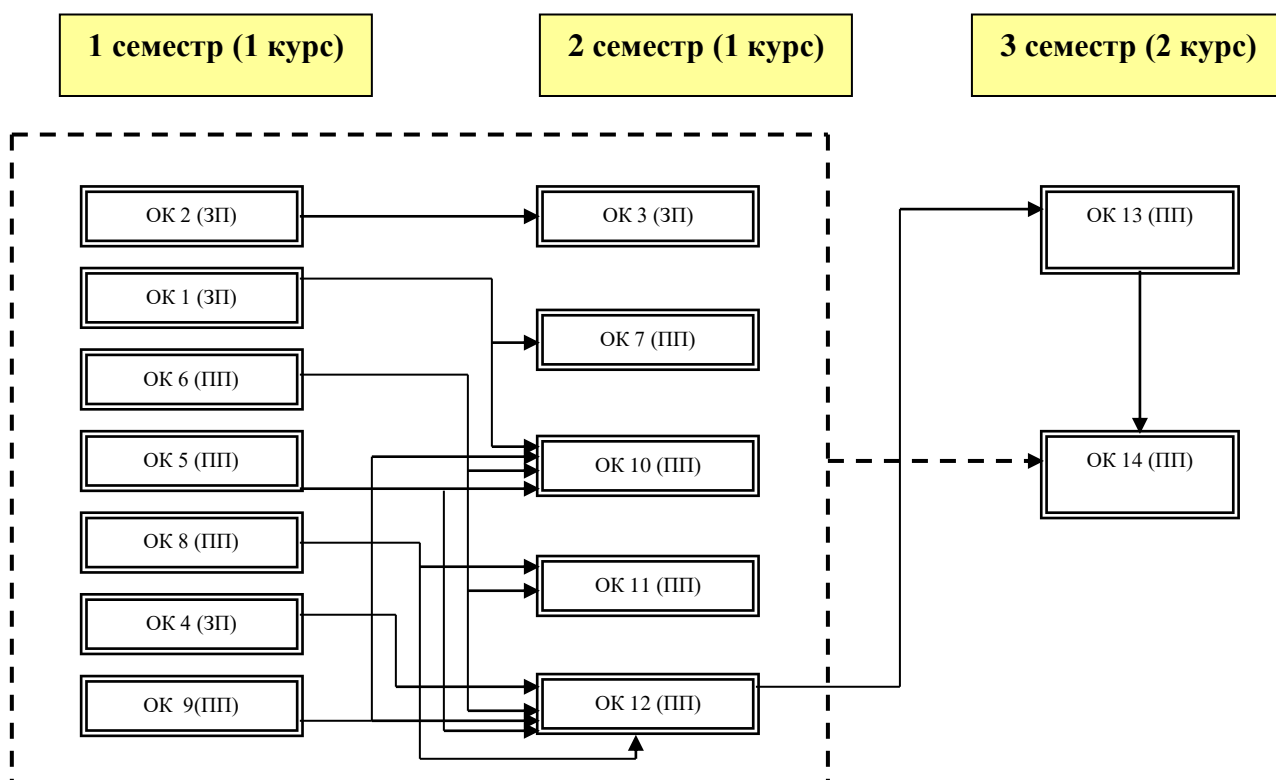 1 семестр (1 курс)
2 семестр (1 курс)
3 семестр (2 курс)
ОК 2 (ЗП)
ОК 3 (ЗП)
ОК 13 (ПП)
ОК 1 (ЗП)
ОК 7 (ПП)
ОК 6 (ПП)
ОК 5 (ПП)
ОК 10 (ПП)
ОК 14 (ПП)
ОК 8 (ПП)
ОК 11 (ПП)
ОК 4 (ЗП)
ОК 9(ПП)
ОК 12 (ПП)